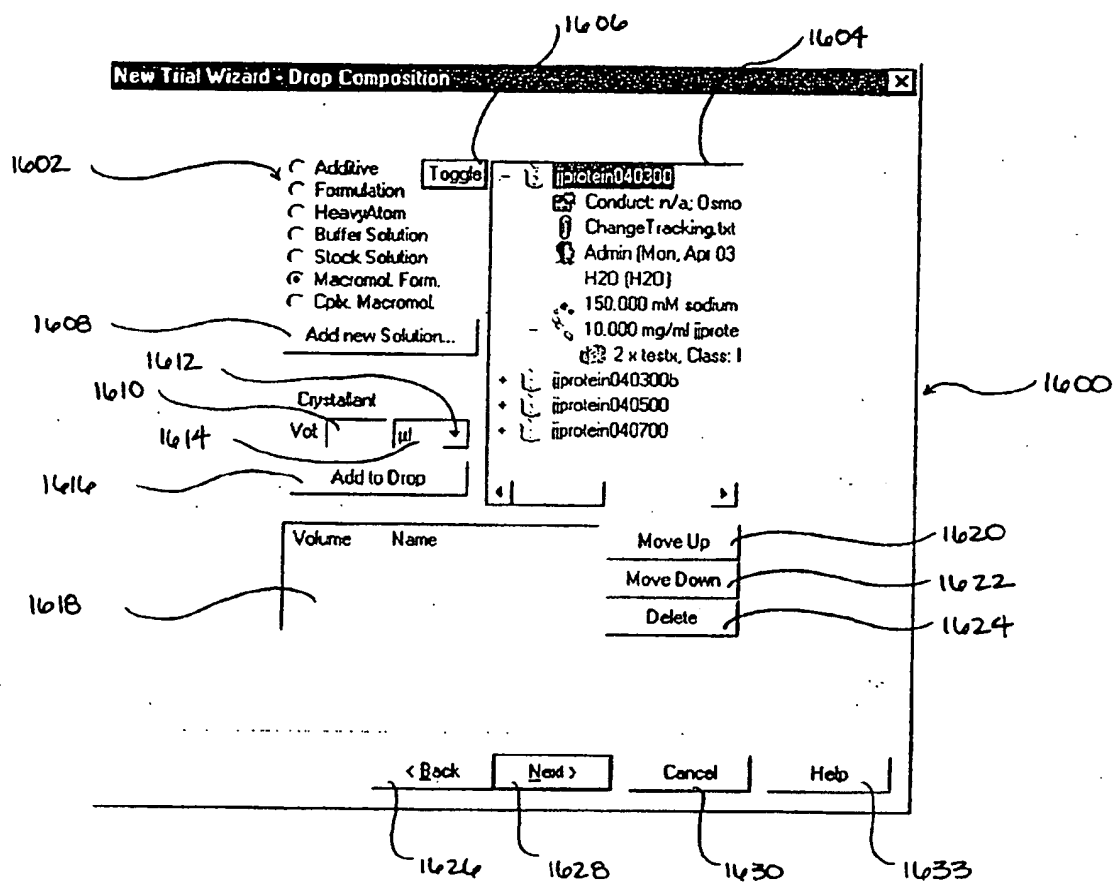 1606
1604
New Trial Wizard - Drop Composition
1602
Additive
Formulation
HeavyAtom
Buffer Solution
Stock Solution
Macromol. Form.
Cplx. Macromol.
Toggle
jjprotein040300
Conduct: n/a; Osmo
ChangeTracking.txt
Admin (Mon, Apr 03
H2O (H2O)
150.000 mM sodium
10.000 mg/ml jjprote
2 x testx, Class: I
jjprotein040300b
jjprotein040500
jjprotein040700
1608
Add new Solution...
1612
1610
Crystallant
1600
Vol
µl
1614
1616
Add to Drop
Volume Name
1618
Move Up
1620
Move Down
1622
Delete
1624
< Back
Next >
Cancel
Help
1626
1628
1630
1633